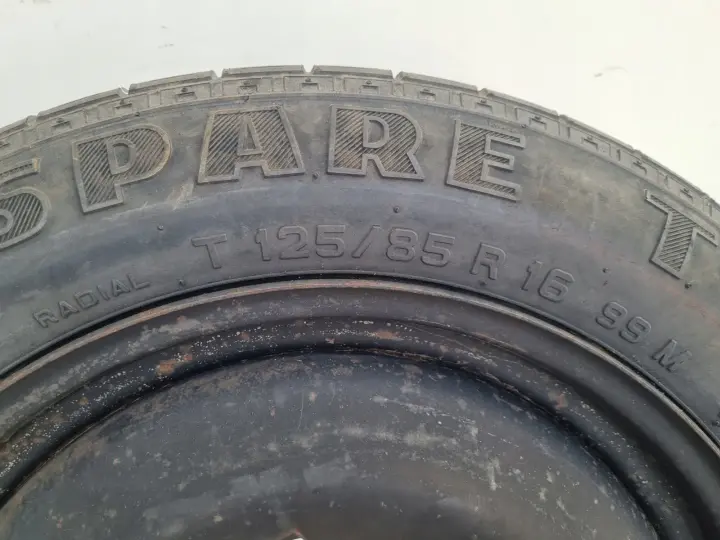 SPARE T
RADIAL T 125/85 R 16 99 M